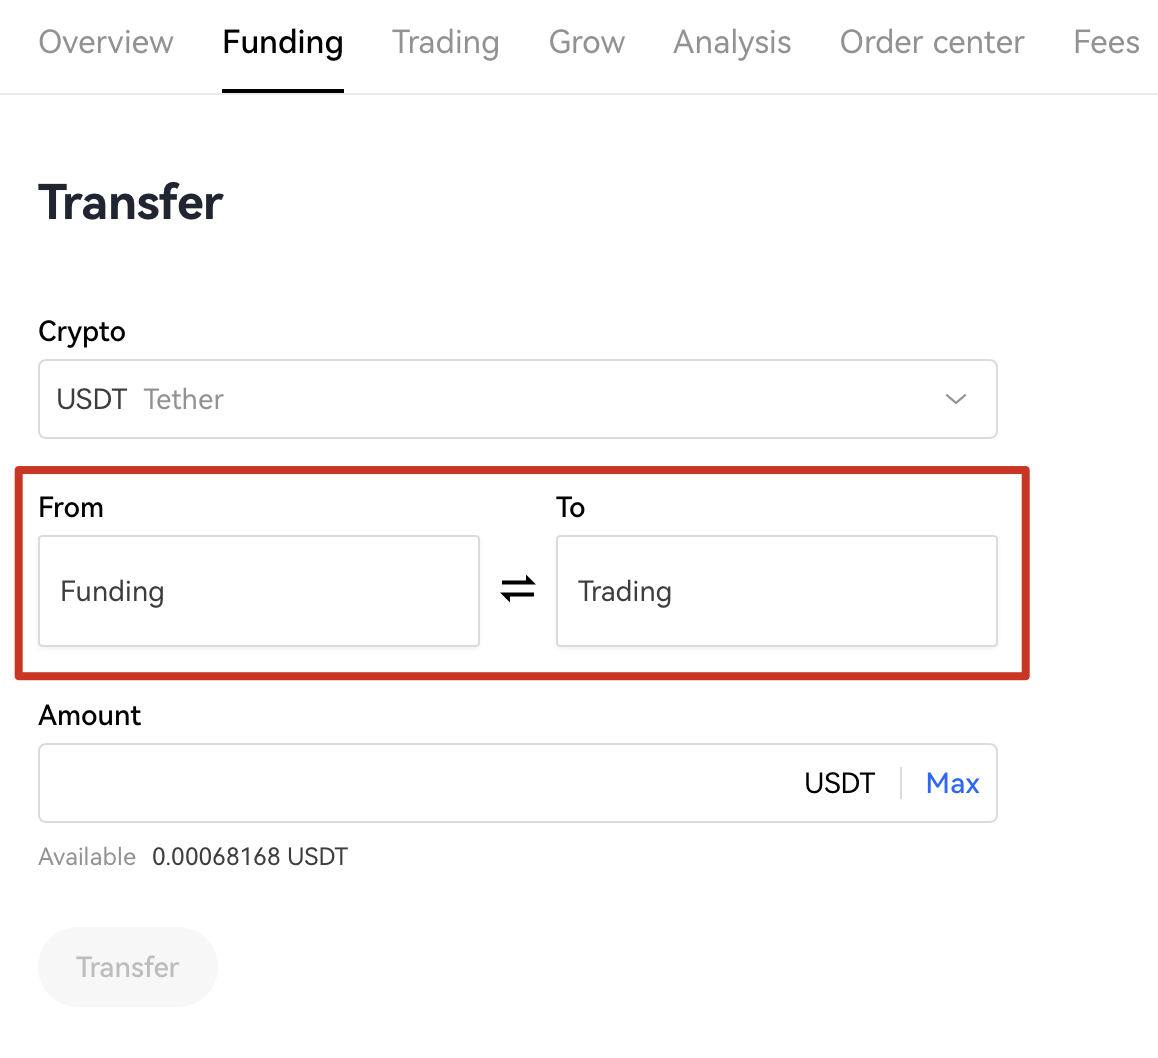 Overview Funding Trading Grow Analysis Order center Fees
Transfer
Crypto
USDT Tether
From To
Funding Trading
Amount
USDT Max
Available 0.00068168 USDT
Transfer